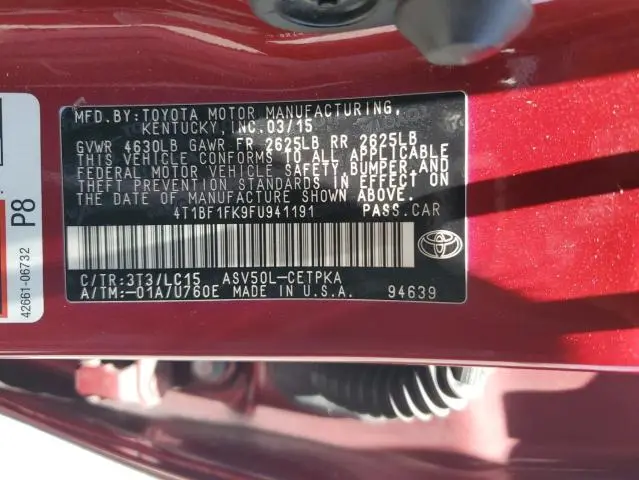 MFD.BY:TOYOTA MOTOR MANUFACTURING,
KENTUCKY, INC.03/15
GVWR 4630LB GAWR FR 2625LB RR 2625LB
THIS VEHICLE CONFORMS TO ALL APPLICABLE
FEDERAL MOTOR VEHICLE SAFETY,BUMPER,AND
THEFT PREVENTION STANDARDS IN EFFECT ON
THE DATE OF MANUFACTURE SHOWN ABOVE.
4T1BF1FK9FU941191 PASS.CAR
C/TR:3T3/LC15 ASV50L-CETPKA
A/TM:-01A/U760E MADE IN U.S.A. 94639
TOYOTA
P8
42661-06732